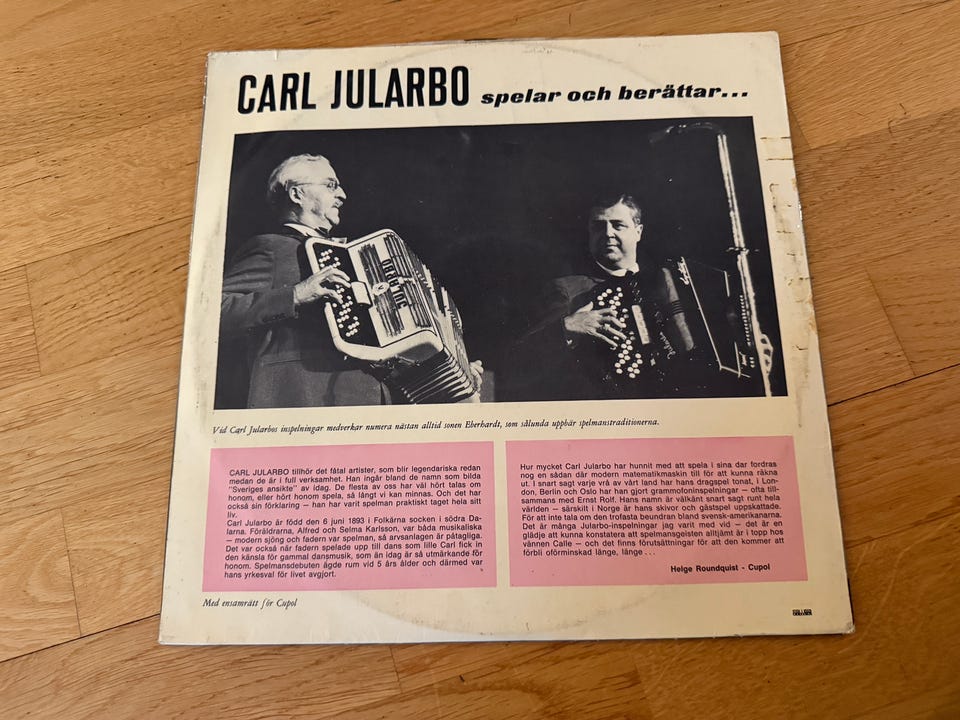 CARL JULARBO spelar och berättar...
JULARBO
Vid Carl Jularbos inspelningar medverkar numera nästan alltid sonen Eberhardt, som sålunda uppbär spelmanstraditionerna.
CARL JULARBO tillhör det fåtal artister, som blir legendariska redan
medan de är i full verksamhet. Han ingår bland de namn som bilda
"Sveriges ansikte" av idag. De flesta av oss har väl hört talas om
honom, eller hört honom spela, så långt vi kan minnas. Och det har
också sin förklaring – han har varit spelman praktiskt taget hela sitt
liv.
Carl Jularbo är född den 6 juni 1893 i Folkärna socken i södra Da-
larna. Föräldrarna, Alfred och Selma Karlsson, var båda musikaliska
– modern sjöng och fadern var spelman, så arvsanlagen är påtagliga.
Det var också när fadern spelade upp till dans som lille Carl fick in
den känsla för gammal dansmusik, som än idag är så utmärkande för
honom. Spelmansdebuten ägde rum vid 5 års ålder och därmed var
hans yrkesval för livet avgjort.
Hur mycket Carl Jularbo har hunnit med att spela i sina dar fordras
nog en sådan där modern matematikmaskin till för att kunna räkna
ut. I snart sagt varje vrå av vårt land har hans dragspel tonat, i Lon-
don, Berlin och Oslo har han gjort grammofoninspelningar – ofta till-
sammans med Ernst Rolf. Hans namn är välkänt snart sagt runt hela
världen – särskilt i Norge är hans skivor och gästspel uppskattade.
För att inte tala om den trofasta beundran bland svensk-amerikanarna.
Det är många Jularbo-inspelningar jag varit med vid – det är en
glädje att kunna konstatera att spelmansgeisten alltjämt är i topp hos
vännen Calle – och det finns förutsättningar för att den kommer att
förbli oförminskad länge, länge ...
Helge Roundquist - Cupol
Med ensamrätt för Cupol